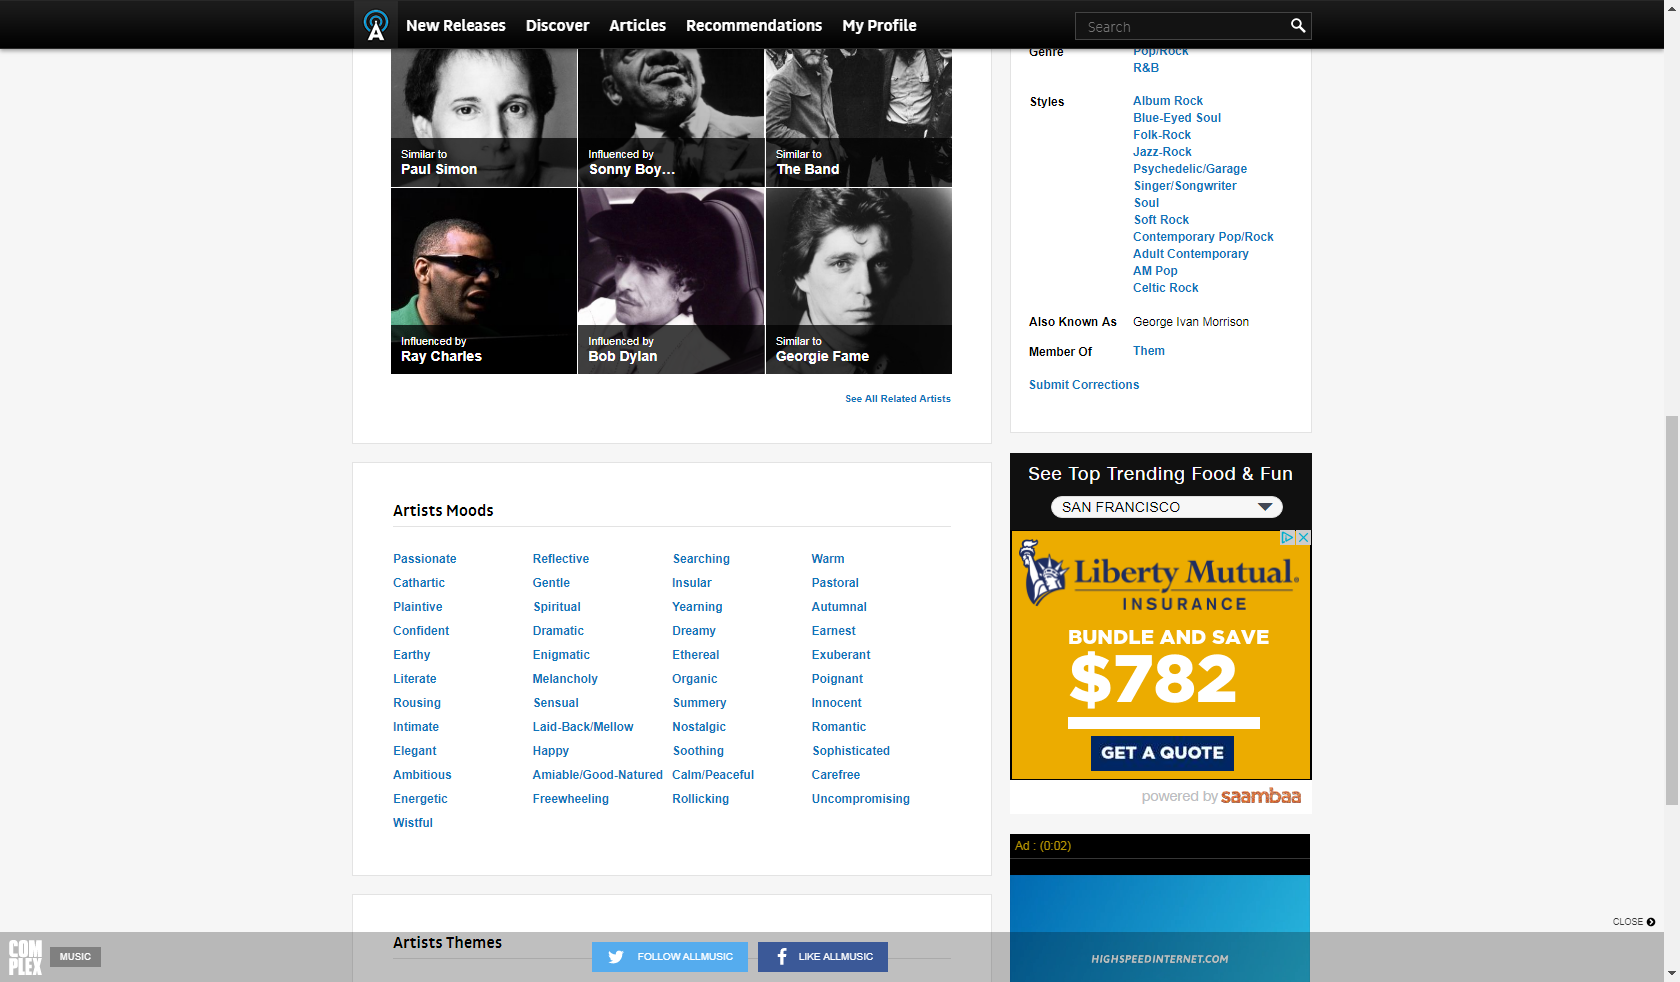 New Releases Discover Articles Recommendations My Profile Search
Similar to
Paul Simon
Influenced by
Sonny Boy...
Similar to
The Band
Influenced by
Ray Charles
Influenced by
Bob Dylan
Similar to
Georgie Fame
See All Related Artists
Genre Pop/Rock
R&B
Styles Album Rock
Blue-Eyed Soul
Folk-Rock
Jazz-Rock
Psychedelic/Garage
Singer/Songwriter
Soul
Soft Rock
Contemporary Pop/Rock
Adult Contemporary
AM Pop
Celtic Rock
Also Known As George Ivan Morrison
Member Of Them
Submit Corrections
Artists Moods
Passionate Reflective Searching Warm
Cathartic Gentle Insular Pastoral
Plaintive Spiritual Yearning Autumnal
Confident Dramatic Dreamy Earnest
Earthy Enigmatic Ethereal Exuberant
Literate Melancholy Organic Poignant
Rousing Sensual Summery Innocent
Intimate Laid-Back/Mellow Nostalgic Romantic
Elegant Happy Soothing Sophisticated
Ambitious Amiable/Good-Natured Calm/Peaceful Carefree
Energetic Freewheeling Rollicking Uncompromising
Wistful
See Top Trending Food & Fun
SAN FRANCISCO
Liberty Mutual.
INSURANCE
BUNDLE AND SAVE
$782
GET A QUOTE
powered by saambaa
Ad : (0:02)
HIGHSPEEDINTERNET.COM
CLOSE
Artists Themes
COMPLEX MUSIC FOLLOW ALLMUSIC LIKE ALLMUSIC